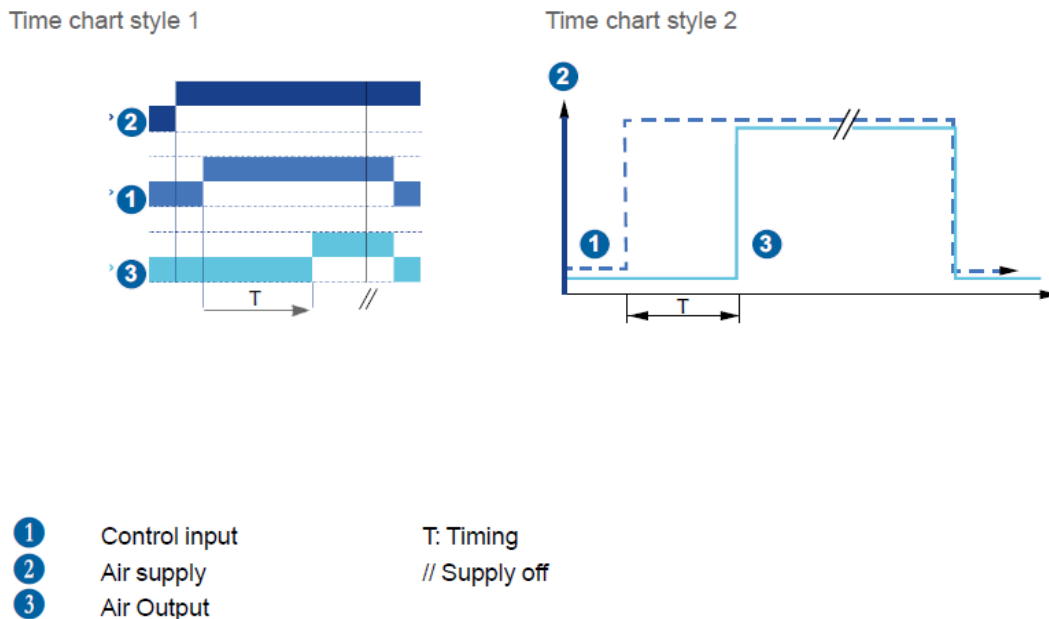 Time chart style 1
Time chart style 2
2
1
3
T
//
2
1
3
//
T
1 Control input T: Timing
2 Air supply // Supply off
3 Air Output